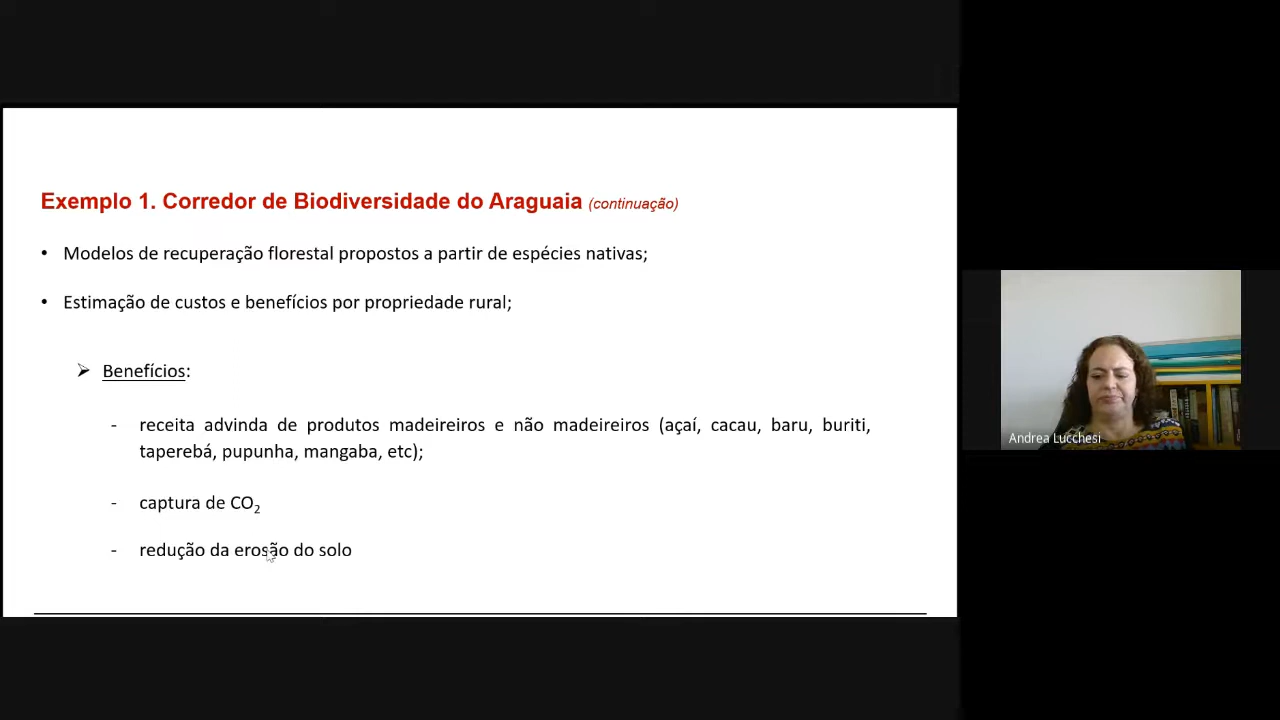 Exemplo 1. Corredor de Biodiversidade do Araguaia (continuação)
• Modelos de recuperação florestal propostos a partir de espécies nativas;
• Estimação de custos e benefícios por propriedade rural;
➢ Benefícios:
- receita advinda de produtos madeireiros e não madeireiros (açaí, cacau, baru, buriti,
taperebá, pupunha, mangaba, etc);
- captura de CO₂
- redução da erosão do solo
Andrea Lucchesi